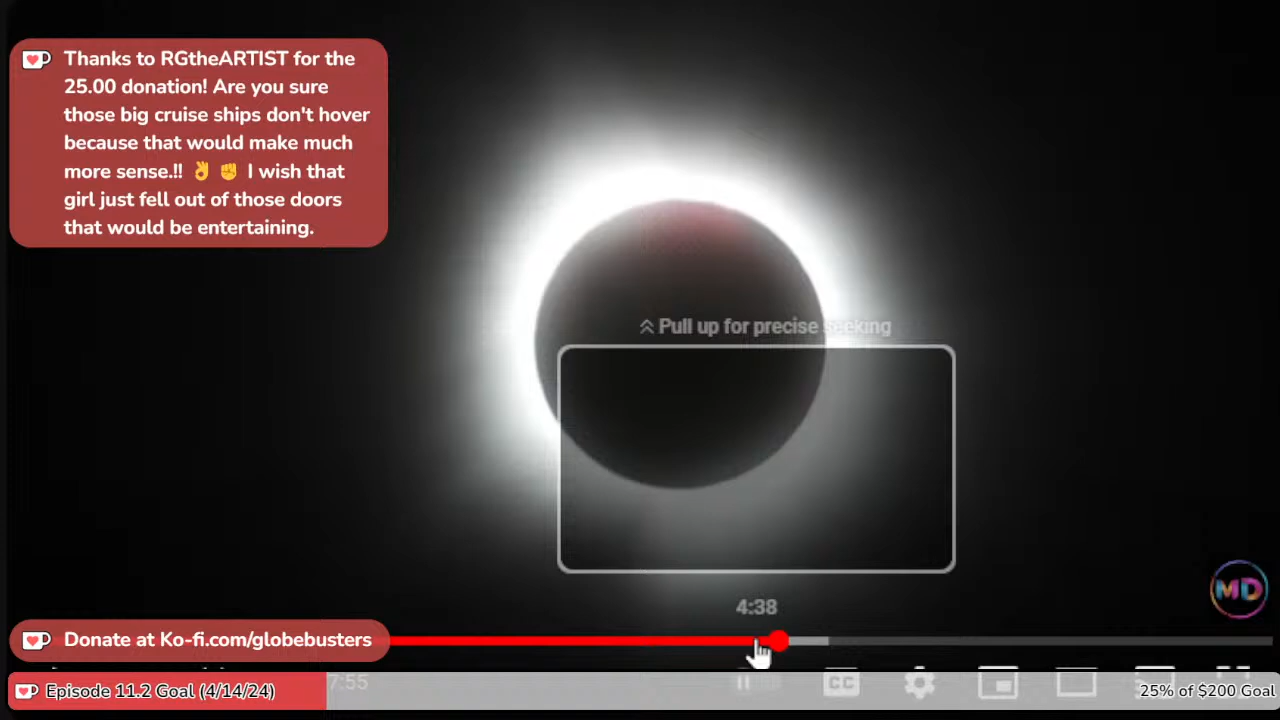 Thanks to RGtheARTIST for the
25.00 donation! Are you sure
those big cruise ships don't hover
because that would make much
more sense.!! 👌 ✊ I wish that
girl just fell out of those doors
that would be entertaining.
Pull up for precise seeking
4:38
MD
Donate at Ko-fi.com/globebusters
7:55
CC
Episode 11.2 Goal (4/14/24)
25% of $200 Goal